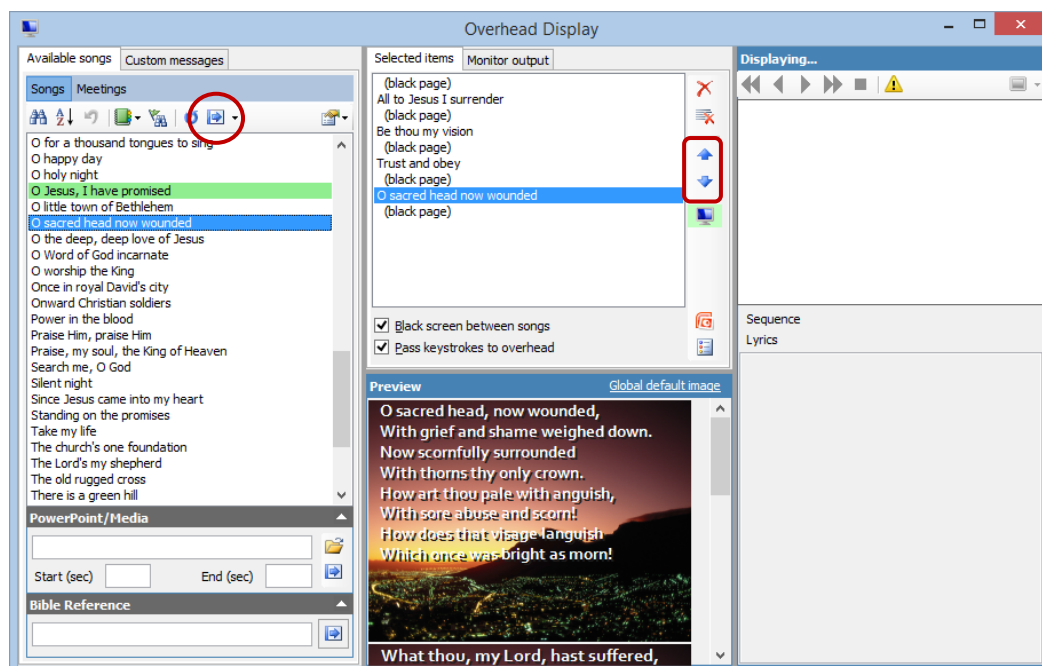 Overhead Display
Available songs
Custom messages
Songs
Meetings
O for a thousand tongues to sing
O happy day
O holy night
O Jesus, I have promised
O little town of Bethlehem
O sacred head now wounded
O the deep, deep love of Jesus
O Word of God incarnate
O worship the King
Once in royal David's city
Onward Christian soldiers
Power in the blood
Praise Him, praise Him
Praise, my soul, the King of Heaven
Search me, O God
Silent night
Since Jesus came into my heart
Standing on the promises
Take my life
The church's one foundation
The Lord's my shepherd
The old rugged cross
There is a green hill
PowerPoint/Media
Start (sec)
End (sec)
Bible Reference
Selected items
Monitor output
(black page)
All to Jesus I surrender
(black page)
Be thou my vision
(black page)
Trust and obey
(black page)
O sacred head now wounded
(black page)
Black screen between songs
Pass keystrokes to overhead
Preview
Global default image
O sacred head, now wounded,
With grief and shame weighed down.
Now scornfully surrounded
With thorns thy only crown.
How art thou pale with anguish,
With sore abuse and scorn!
How does that visage languish
Which once was bright as morn!
What thou, my Lord, hast suffered,
Displaying...
Sequence
Lyrics